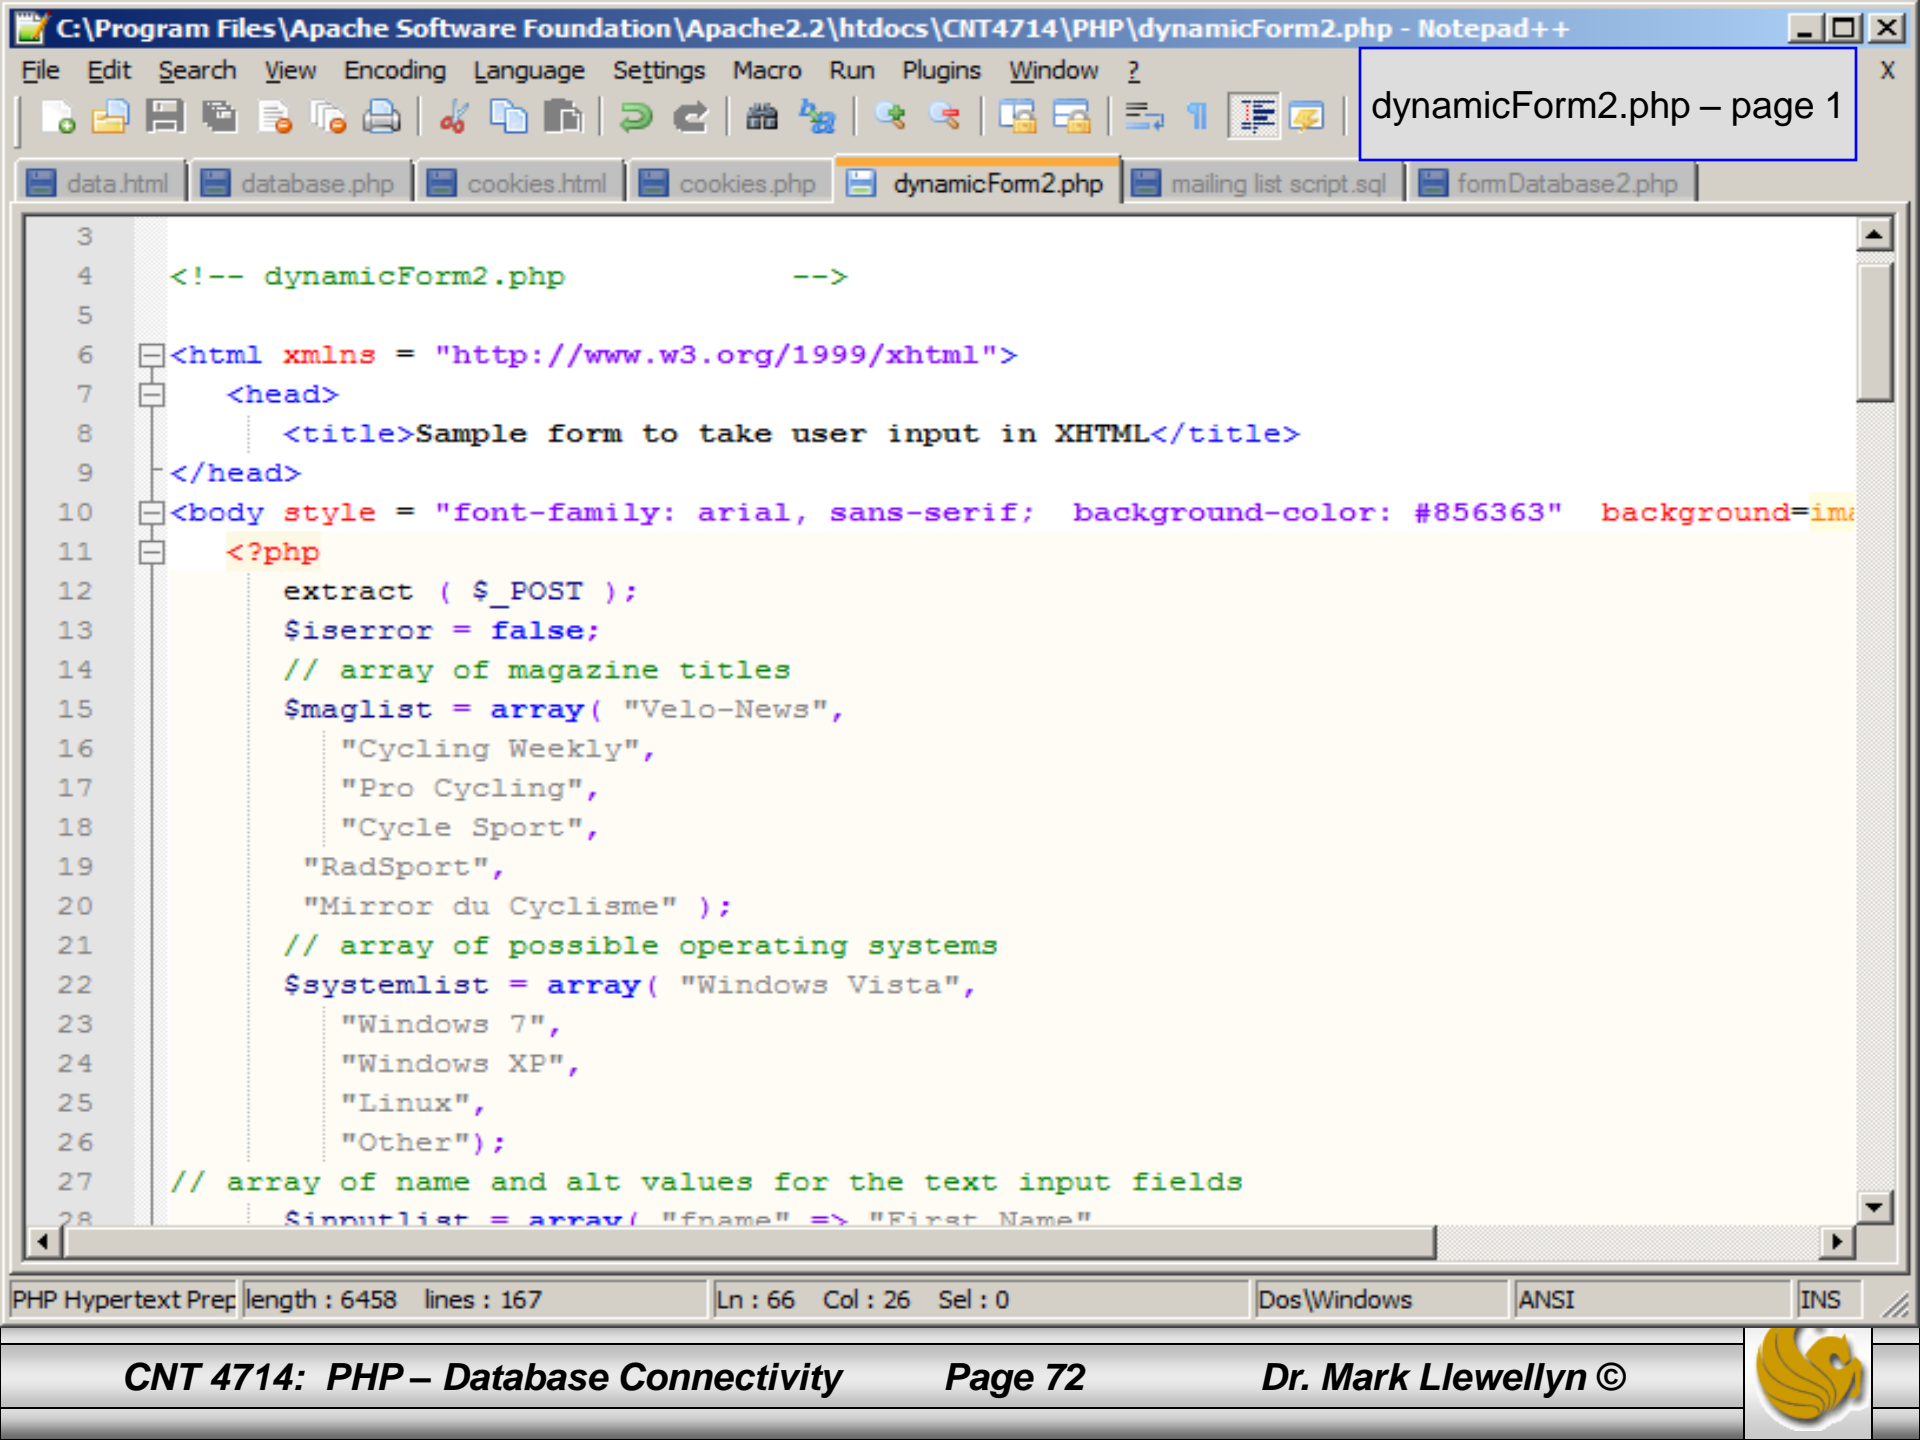 C:\Program Files\Apache Software Foundation\Apache2.2\htdocs\CNT4714\PHP\dynamicForm2.php - Notepad++
File Edit Search View Encoding Language Settings Macro Run Plugins Window ? X
dynamicForm2.php – page 1
data.html database.php cookies.html cookies.php dynamicForm2.php mailing list script.sql formDatabase2.php
3
4 <!-- dynamicForm2.php -->
5
6 <html xmlns = "http://www.w3.org/1999/xhtml">
7 <head>
8 <title>Sample form to take user input in XHTML</title>
9 </head>
10 <body style = "font-family: arial, sans-serif; background-color: #856363" background=ima
11 <?php
12 extract ( $_POST );
13 $iserror = false;
14 // array of magazine titles
15 $maglist = array( "Velo-News",
16 "Cycling Weekly",
17 "Pro Cycling",
18 "Cycle Sport",
19 "RadSport",
20 "Mirror du Cyclisme" );
21 // array of possible operating systems
22 $systemlist = array( "Windows Vista",
23 "Windows 7",
24 "Windows XP",
25 "Linux",
26 "Other");
27 // array of name and alt values for the text input fields
28 $inputlist = array( "fname" => "First Name"
PHP Hypertext Prep length : 6458 lines : 167 Ln : 66 Col : 26 Sel : 0 Dos\Windows ANSI INS
CNT 4714: PHP – Database Connectivity Page 72 Dr. Mark Llewellyn ©